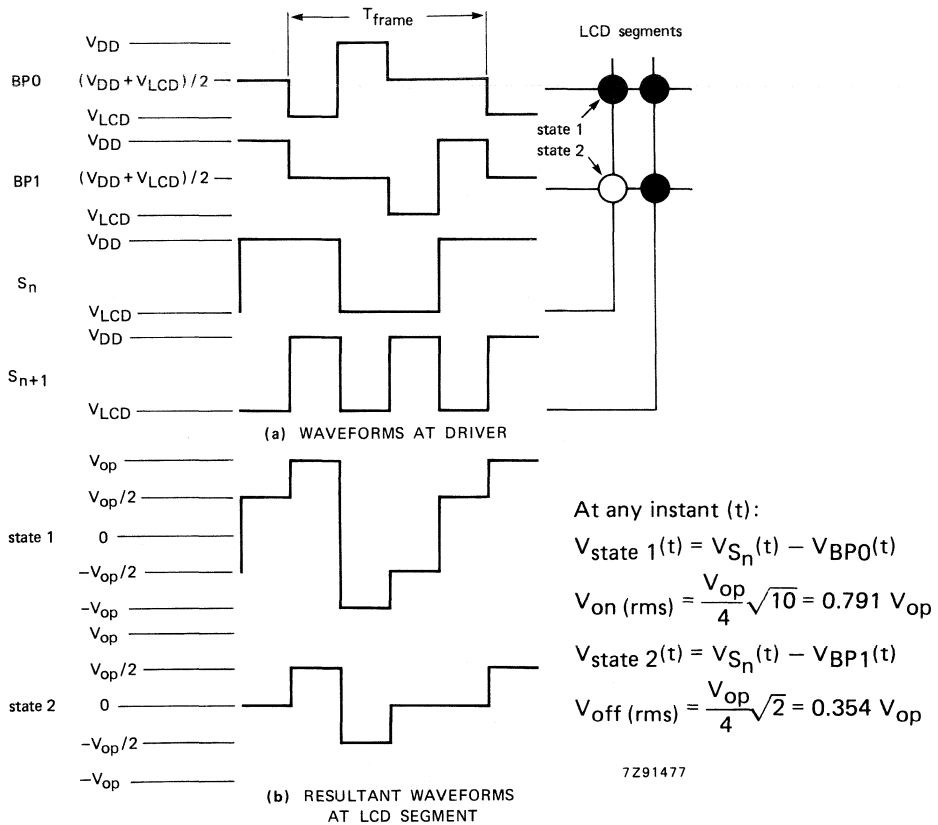 T_frame
LCD segments
BP0
V_DD
(V_DD + V_LCD)/2
V_LCD
state 1
state 2
BP1
V_DD
(V_DD + V_LCD)/2
V_LCD
S_n
V_DD
V_LCD
S_n+1
V_DD
V_LCD
(a) WAVEFORMS AT DRIVER
state 1
V_op
V_op/2
0
-V_op/2
-V_op
state 2
V_op
V_op/2
0
-V_op/2
-V_op
(b) RESULTANT WAVEFORMS
AT LCD SEGMENT
At any instant (t):
V_state 1(t) = V_Sn(t) − V_BP0(t)
V_on (rms) = V_op/4 √10 = 0.791 V_op
V_state 2(t) = V_Sn(t) − V_BP1(t)
V_off (rms) = V_op/4 √2 = 0.354 V_op
7Z91477